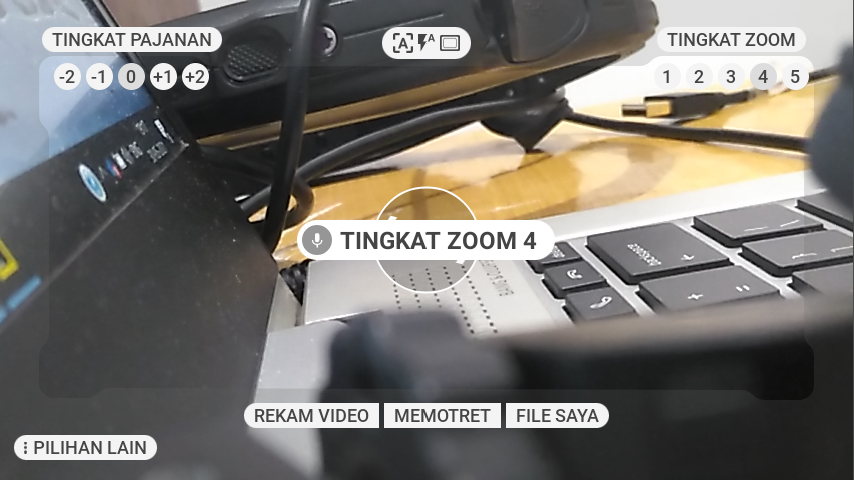 TINGKAT PAJANAN
TINGKAT ZOOM
-2 -1 0 +1 +2
1 2 3 4 5
TINGKAT ZOOM 4
backspace
REKAM VIDEO
MEMOTRET
FILE SAYA
PILIHAN LAIN